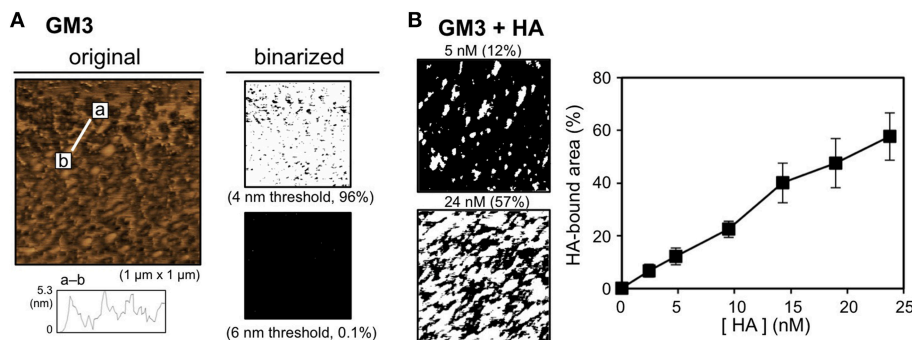 A
GM3
original
binarized
a
b
(4 nm threshold, 96%)
(1 µm x 1 µm)
a–b
5.3
(nm)
0
(6 nm threshold, 0.1%)
B
GM3 + HA
5 nM (12%)
24 nM (57%)
HA-bound area (%)
80
60
40
20
0
0
5
10
15
20
25
[ HA ] (nM)